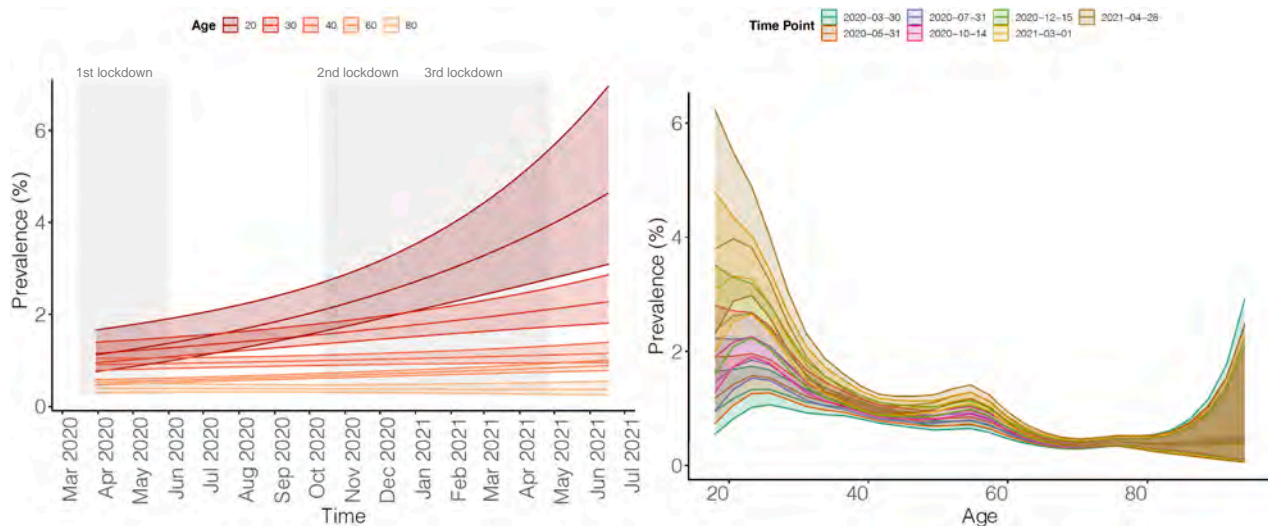 Age 20 30 40 60 80
1st lockdown 2nd lockdown 3rd lockdown
Prevalence (%)
6
4
2
0
Mar 2020
Apr 2020
May 2020
Jun 2020
Jul 2020
Aug 2020
Sep 2020
Oct 2020
Nov 2020
Dec 2020
Jan 2021
Feb 2021
Mar 2021
Apr 2021
May 2021
Jun 2021
Jul 2021
Time
Time Point 2020-03-30 2020-07-31 2020-12-15 2021-04-28
2020-05-31 2020-10-14 2021-03-01
Prevalence (%)
6
4
2
0
20 40 60 80
Age